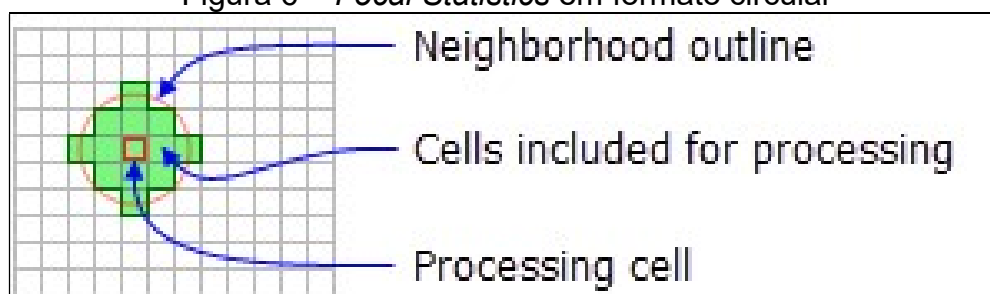 Figura 6 – Focal Statistics em formato circular
Neighborhood outline
Cells included for processing
Processing cell